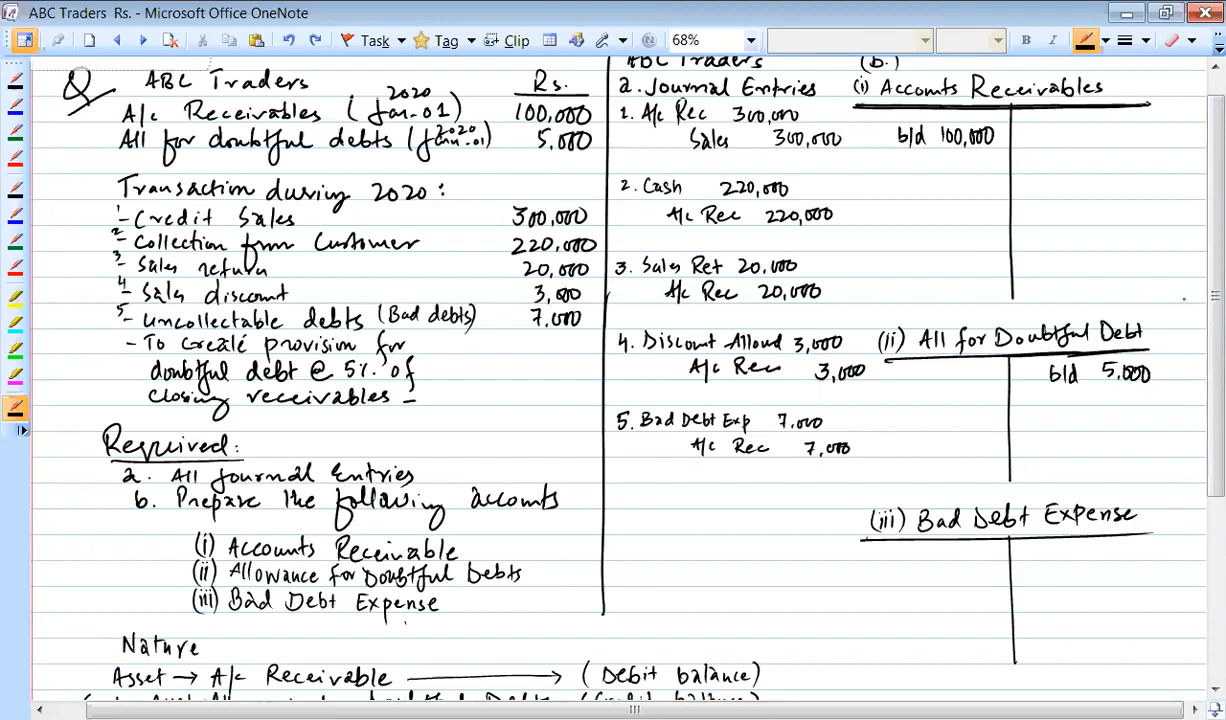 ABC Traders Rs. - Microsoft Office OneNote
Task Tag Clip 68% B I
Q ABC Traders Rs.
A/c Receivables (Jan-01) 2020 100,000
All for doubtful debts (Jan-01) 2020 5,000
Transaction during 2020:
1- Credit Sales 300,000
2- Collection from Customer 220,000
3- Sales return 20,000
4- Sales discount 3,000
5- Uncollectable debts (Bad debts) 7,000
- To create provision for
doubtful debt @ 5% of
closing receivables -
Required:
a. All Journal Entries
b. Prepare the following accounts
(i) Accounts Receivable
(ii) Allowance for Doubtful Debts
(iii) Bad Debt Expense
Nature
Asset → A/c Receivable → (Debit balance)
Doubtful Debts (Credit balance)
ABC Traders
a. Journal Entries
1. A/c Rec 300,000
Sales 300,000
2. Cash 220,000
A/c Rec 220,000
3. Sales Ret 20,000
A/c Rec 20,000
4. Discount Allowd 3,000
A/c Rec 3,000
5. Bad Debt Exp 7,000
A/c Rec 7,000
(b.)
(i) Accounts Receivables
b/d 100,000
(ii) All for Doubtful Debt
b/d 5,000
(iii) Bad Debt Expense